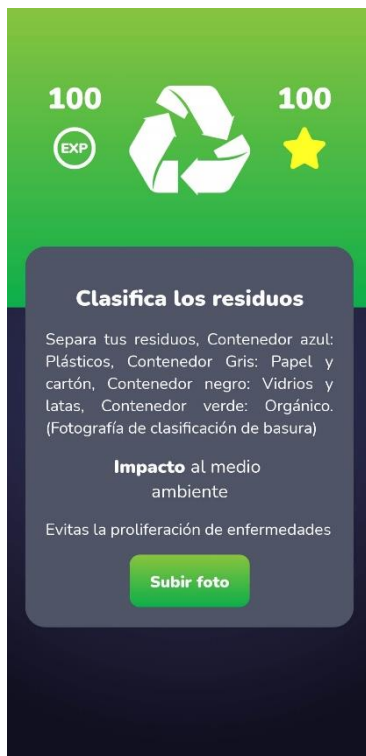 100
100
EXP
Clasifica los residuos
Separa tus residuos, Contenedor azul:
Plásticos, Contenedor Gris: Papel y
cartón, Contenedor negro: Vidrios y
latas, Contenedor verde: Orgánico.
(Fotografía de clasificación de basura)
Impacto al medio
ambiente
Evitas la proliferación de enfermedades
Subir foto